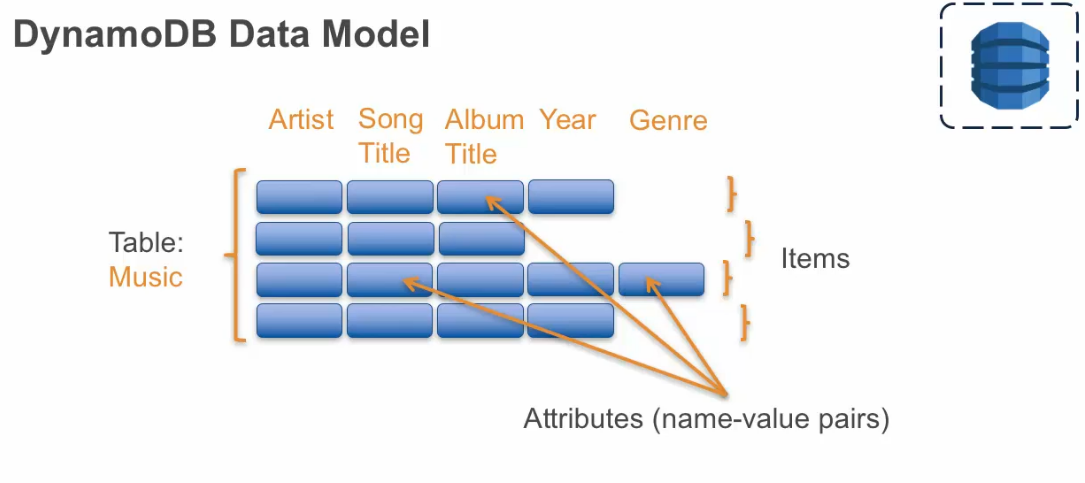 DynamoDB Data Model
Artist
Song
Title
Album
Title
Year
Genre
Table:
Music
Items
Attributes (name-value pairs)